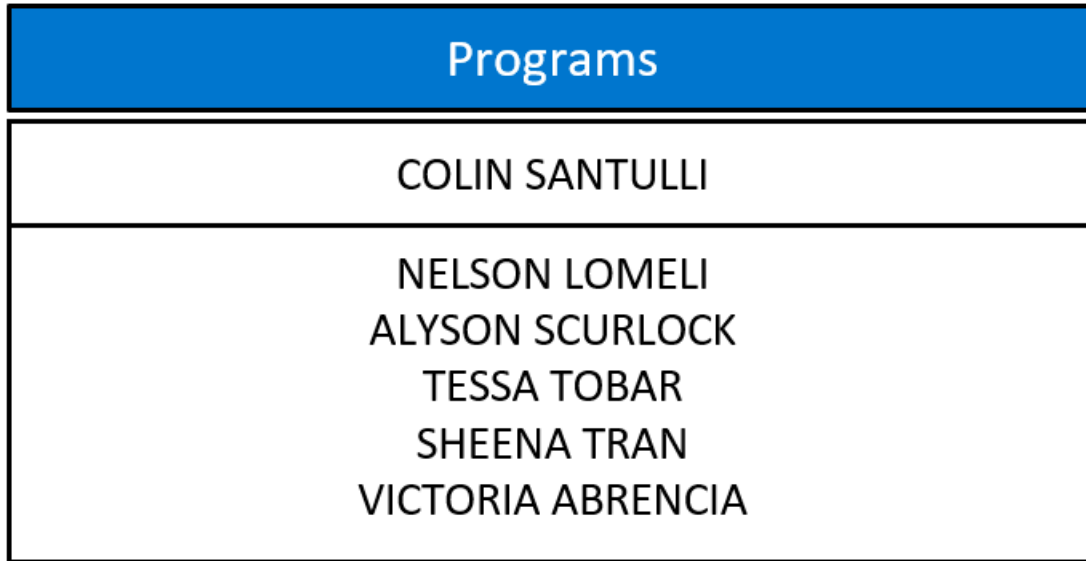 Programs
COLIN SANTULLI
NELSON LOMELI
ALYSON SCURLOCK
TESSA TOBAR
SHEENA TRAN
VICTORIA ABRENCIA